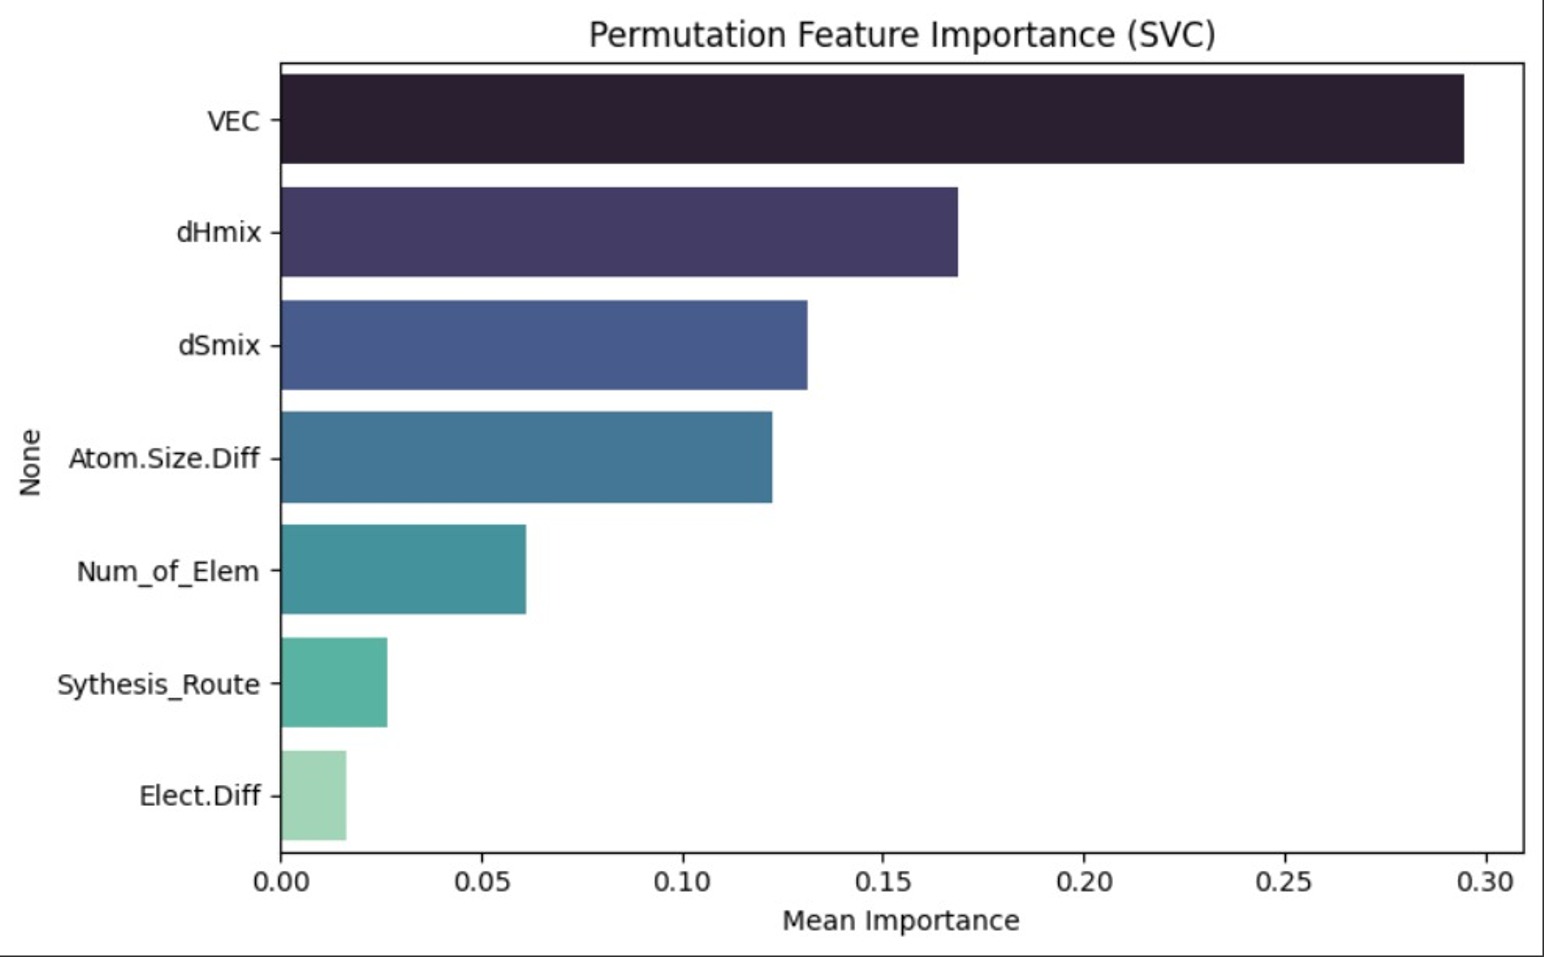 Permutation Feature Importance (SVC)
VEC
dHmix
dSmix
Atom.Size.Diff
Num_of_Elem
Sythesis_Route
Elect.Diff
None
0.00 0.05 0.10 0.15 0.20 0.25 0.30
Mean Importance